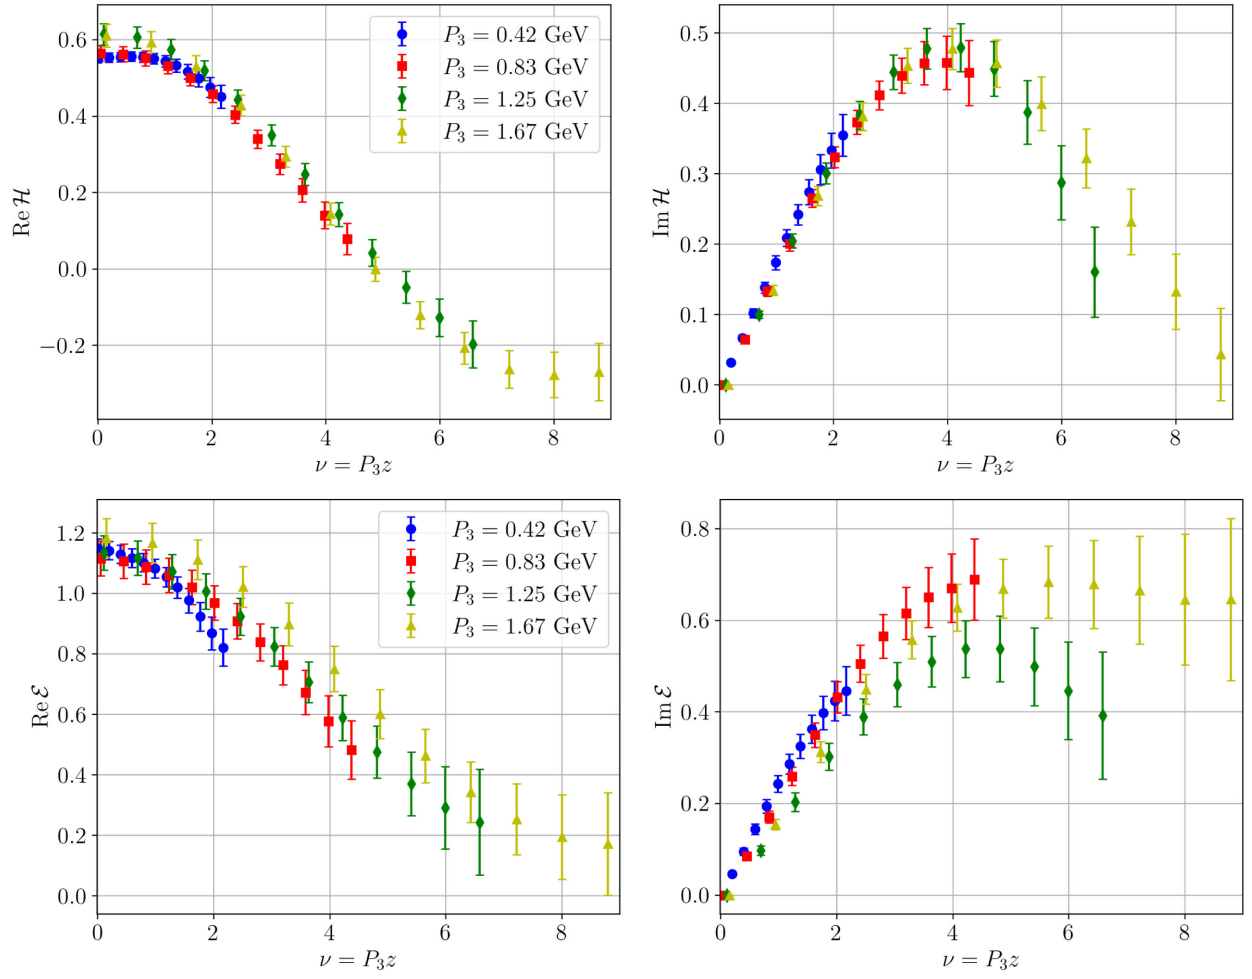 Re ℋ
0.6
0.4
0.2
0.0
−0.2
0 2 4 6 8
ν = P₃z
P₃ = 0.42 GeV
P₃ = 0.83 GeV
P₃ = 1.25 GeV
P₃ = 1.67 GeV
Im ℋ
0.5
0.4
0.3
0.2
0.1
0.0
0 2 4 6 8
ν = P₃z
Re ℰ
1.2
1.0
0.8
0.6
0.4
0.2
0.0
0 2 4 6 8
ν = P₃z
P₃ = 0.42 GeV
P₃ = 0.83 GeV
P₃ = 1.25 GeV
P₃ = 1.67 GeV
Im ℰ
0.8
0.6
0.4
0.2
0.0
0 2 4 6 8
ν = P₃z